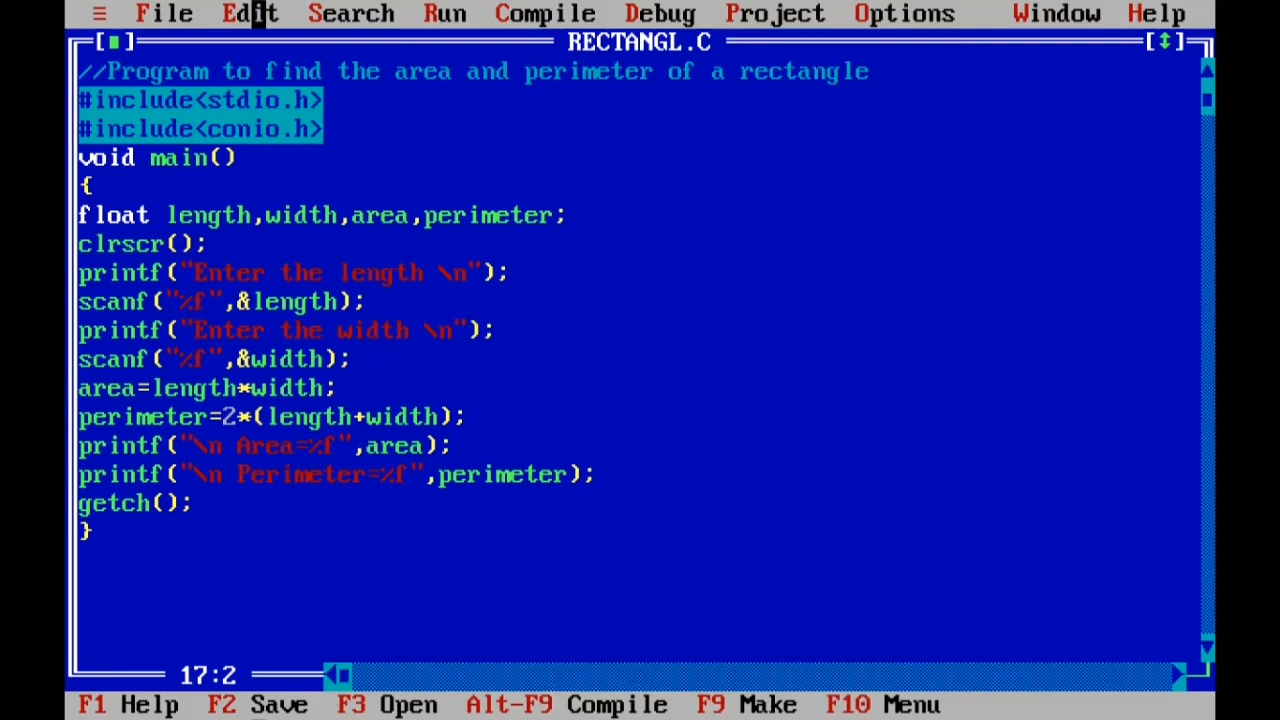 ≡ File Edit Search Run Compile Debug Project Options Window Help
[■] RECTANGL.C [↕]
//Program to find the area and perimeter of a rectangle
#include<stdio.h>
#include<conio.h>
void main()
{
float length,width,area,perimeter;
clrscr();
printf("Enter the length \n");
scanf("%f",&length);
printf("Enter the width \n");
scanf("%f",&width);
area=length*width;
perimeter=2*(length+width);
printf("\n Area=%f",area);
printf("\n Perimeter=%f",perimeter);
getch();
}
17:2
F1 Help F2 Save F3 Open Alt-F9 Compile F9 Make F10 Menu